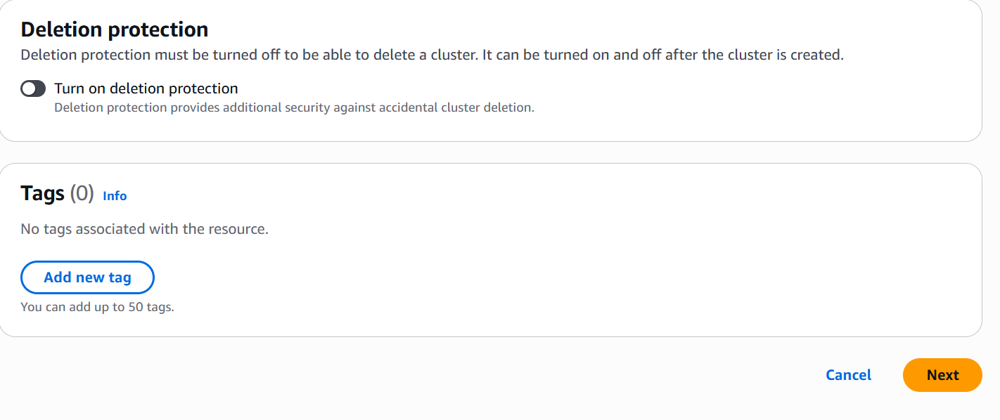 Deletion protection
Deletion protection must be turned off to be able to delete a cluster. It can be turned on and off after the cluster is created.
Turn on deletion protection
Deletion protection provides additional security against accidental cluster deletion.
Tags (0) Info
No tags associated with the resource.
Add new tag
You can add up to 50 tags.
Cancel Next